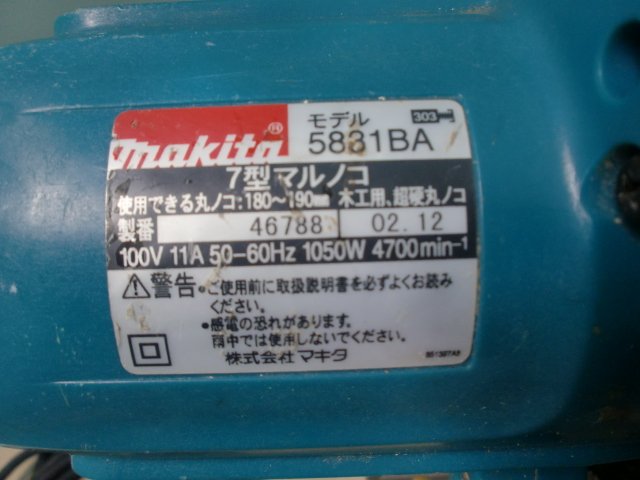 モデル 303
makita® 5831BA
7型マルノコ
使用できる丸ノコ:180~190mm 木工用、超硬丸ノコ
製番 46788 02.12
100V 11A 50-60Hz 1050W 4700min-1
警告 ●ご使用前に取扱説明書を必ずよくお読み
ください。
●感電の恐れがあります。
雨中では使用しないでください。
株式会社マキタ